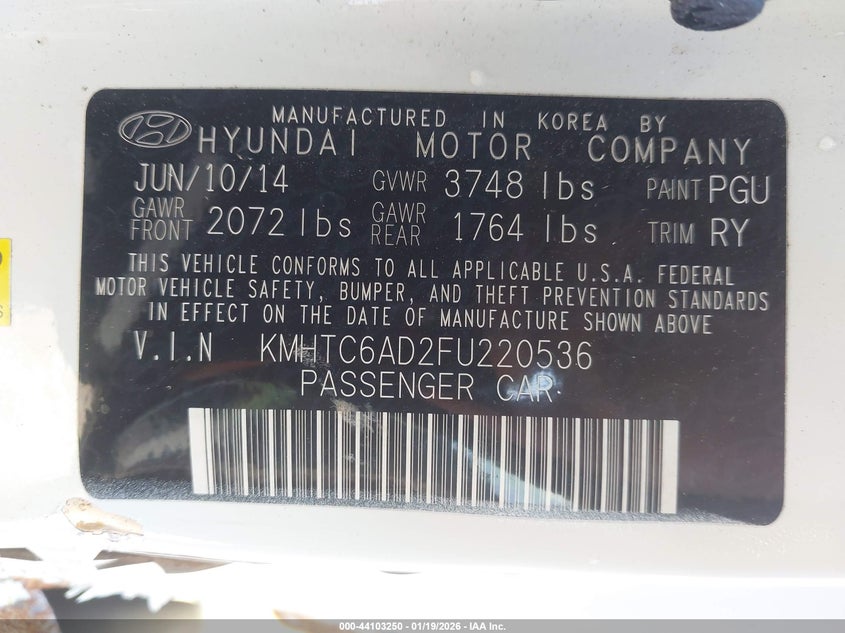 MANUFACTURED IN KOREA BY
HYUNDAI MOTOR COMPANY
JUN/10/14 GVWR 3748 lbs PAINT PGU
GAWR FRONT 2072 lbs GAWR REAR 1764 lbs TRIM RY
THIS VEHICLE CONFORMS TO ALL APPLICABLE U.S.A. FEDERAL
MOTOR VEHICLE SAFETY, BUMPER, AND THEFT PREVENTION STANDARDS
IN EFFECT ON THE DATE OF MANUFACTURE SHOWN ABOVE
V.I.N KMHTC6AD2FU220536
PASSENGER CAR
000-44103250 - 01/19/2026 - IAA Inc.